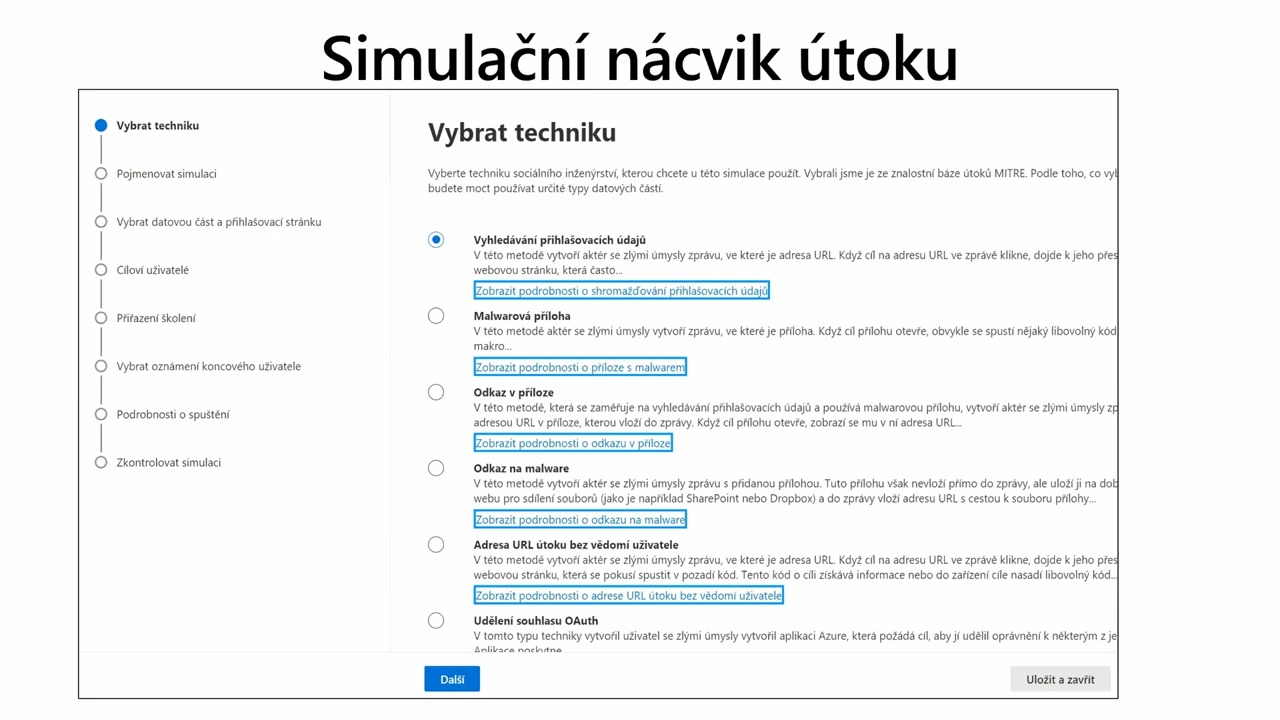 Simulační nácvik útoku
Vybrat techniku
Pojmenovat simulaci
Vybrat datovou část a přihlašovací stránku
Cíloví uživatelé
Přiřazení školení
Vybrat oznámení koncového uživatele
Podrobnosti o spuštění
Zkontrolovat simulaci
Vybrat techniku
Vyberte techniku sociálního inženýrství, kterou chcete u této simulace použít. Vybrali jsme je ze znalostní báze útoků MITRE. Podle toho, co
budete moct používat určité typy datových částí.
Vyhledávání přihlašovacích údajů
V této metodě vytvoří aktér se zlými úmysly zprávu, ve které je adresa URL. Když cíl na adresu URL ve zprávě klikne, dojde k jeho
webovou stránku, která často...
Zobrazit podrobnosti o shromažďování přihlašovacích údajů
Malwarová příloha
V této metodě aktér se zlými úmysly vytvoří zprávu, ve které je příloha. Když cíl přílohu otevře, obvykle se spustí nějaký libovolný kód
makro...
Zobrazit podrobnosti o příloze s malwarem
Odkaz v příloze
V této metodě, která se zaměřuje na vyhledávání přihlašovacích údajů a používá malwarovou přílohu, vytvoří aktér se zlými úmysly
adresou URL v příloze, kterou vloží do zprávy. Když cíl přílohu otevře, zobrazí se mu v ní adresa URL...
Zobrazit podrobnosti o odkazu v příloze
Odkaz na malware
V této metodě vytvoří aktér se zlými úmysly zprávu s přidanou přílohou. Tuto přílohu však nevloží přímo do zprávy, ale uloží ji na
webu pro sdílení souborů (jako je například SharePoint nebo Dropbox) a do zprávy vloží adresu URL s cestou k souboru přílohy...
Zobrazit podrobnosti o odkazu na malware
Adresa URL útoku bez vědomí uživatele
V této metodě vytvoří aktér se zlými úmysly zprávu, ve které je adresa URL. Když cíl na adresu URL ve zprávě klikne, dojde k jeho
webovou stránku, která se pokusí spustit v pozadí kód. Tento kód o cíli získává informace nebo do zařízení cíle nasadí libovolný kód...
Zobrazit podrobnosti o adrese URL útoku bez vědomí uživatele
Udělení souhlasu OAuth
V tomto typu techniky vytvořil uživatel se zlými úmysly vytvořil aplikaci Azure, která požádá cíl, aby jí udělil oprávnění k některým z
Aplikace poskytne
Další
Uložit a zavřít